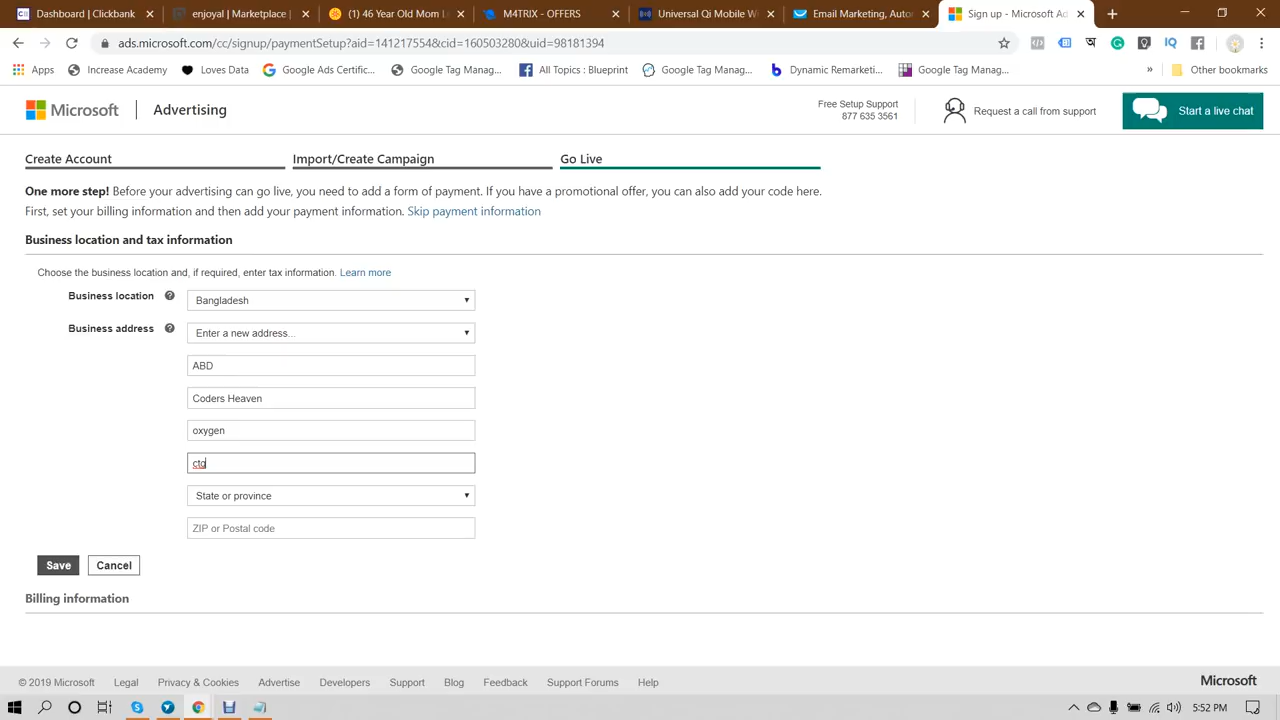 Dashboard | Clickbank
enjoyal | Marketplace
(1) 46 Year Old Mom L
M4TRIX - OFFERS
Universal Qi Mobile W
Email Marketing, Autor
Sign up - Microsoft Ad
ads.microsoft.com/cc/signup/paymentSetup?aid=141217554&cid=160503280&uid=98181394
Apps
Increase Academy
Loves Data
Google Ads Certific...
Google Tag Manag...
All Topics : Blueprint
Google Tag Manag...
Dynamic Remarketi...
Google Tag Manag...
»
Other bookmarks
Microsoft | Advertising
Free Setup Support
877 635 3561
Request a call from support
Start a live chat
Create Account
Import/Create Campaign
Go Live
One more step! Before your advertising can go live, you need to add a form of payment. If you have a promotional offer, you can also add your code here.
First, set your billing information and then add your payment information. Skip payment information
Business location and tax information
Choose the business location and, if required, enter tax information. Learn more
Business location ? Bangladesh
Business address ? Enter a new address...
ABD
Coders Heaven
oxygen
ctg
State or province
ZIP or Postal code
Save
Cancel
Billing information
© 2019 Microsoft
Legal
Privacy & Cookies
Advertise
Developers
Support
Blog
Feedback
Support Forums
Help
Microsoft
5:52 PM